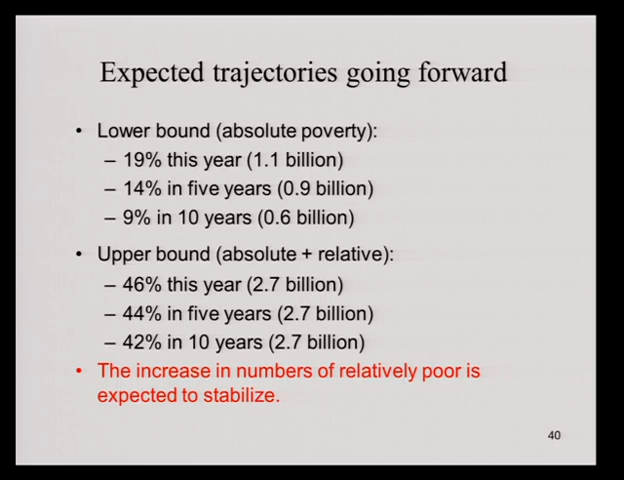 Expected trajectories going forward
• Lower bound (absolute poverty):
– 19% this year (1.1 billion)
– 14% in five years (0.9 billion)
– 9% in 10 years (0.6 billion)
• Upper bound (absolute + relative):
– 46% this year (2.7 billion)
– 44% in five years (2.7 billion)
– 42% in 10 years (2.7 billion)
• The increase in numbers of relatively poor is
expected to stabilize.
40